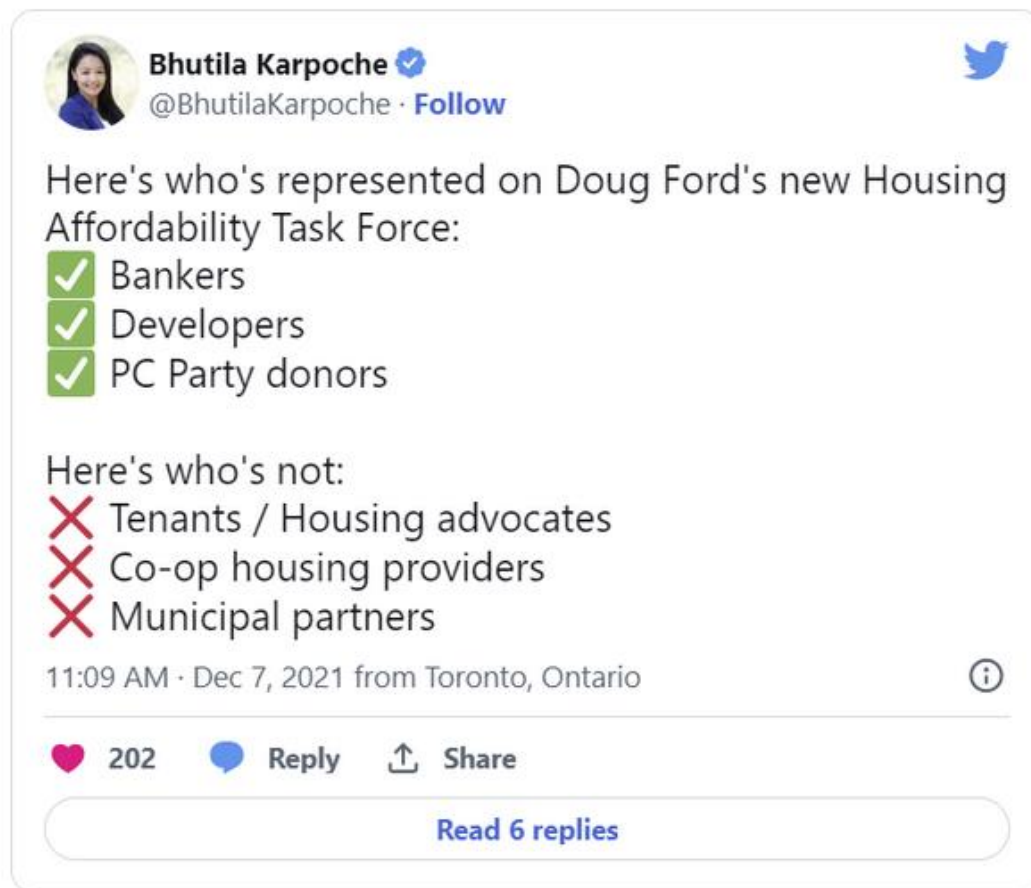 Bhutila Karpoche
@BhutilaKarpoche · Follow
Here's who's represented on Doug Ford's new Housing
Affordability Task Force:
✅ Bankers
✅ Developers
✅ PC Party donors
Here's who's not:
❌ Tenants / Housing advocates
❌ Co-op housing providers
❌ Municipal partners
11:09 AM · Dec 7, 2021 from Toronto, Ontario
202 Reply Share
Read 6 replies